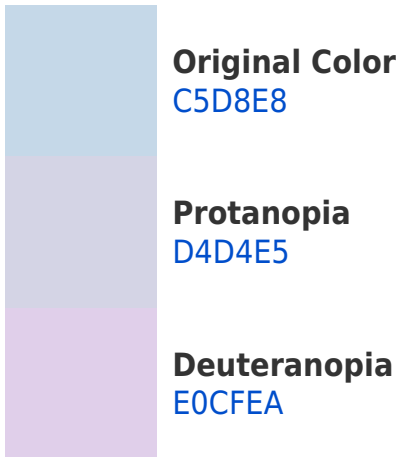 Original Color
C5D8E8
Protanopia
D4D4E5
Deuteranopia
E0CFEA